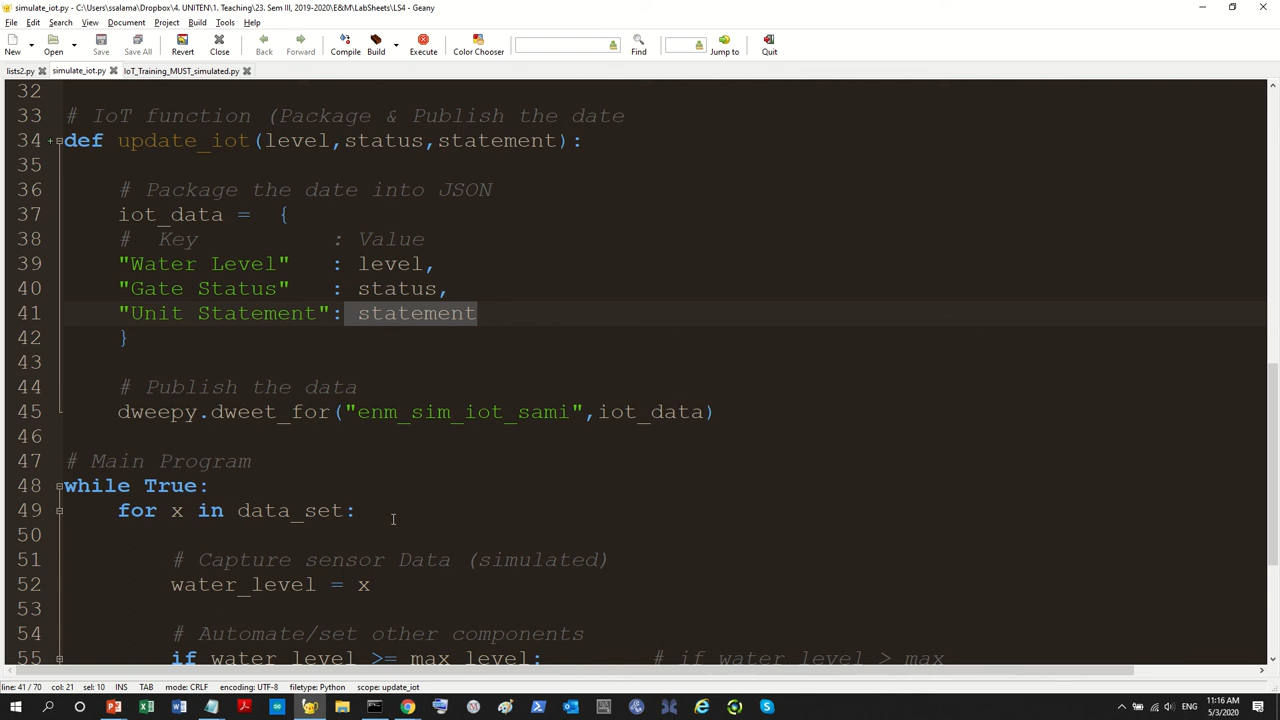 simulate_iot.py - C:\Users\ssalama\Dropbox\4. UNITEN\1. Teaching\23. Sem III, 2019-2020\E&M\LabSheets\LS4 - Geany
File Edit Search View Document Project Build Tools Help
New Open Save Save All Revert Close Back Forward Compile Build Execute Color Chooser Find Jump to Quit
lists2.py simulate_iot.py IoT_Training_MUST_simulated.py
32
33 # IoT function (Package & Publish the date
34 def update_iot(level,status,statement):
35
36 # Package the date into JSON
37 iot_data = {
38 # Key : Value
39 "Water Level" : level,
40 "Gate Status" : status,
41 "Unit Statement": statement
42 }
43
44 # Publish the data
45 dweepy.dweet_for("enm_sim_iot_sami",iot_data)
46
47 # Main Program
48 while True:
49 for x in data_set:
50
51 # Capture sensor Data (simulated)
52 water_level = x
53
54 # Automate/set other components
55 if water_level >= max_level: # if water level > max
line: 41 / 70 col: 21 sel: 10 INS TAB mode: CRLF encoding: UTF-8 filetype: Python scope: update_iot
11:16 AM
ENG
5/3/2020